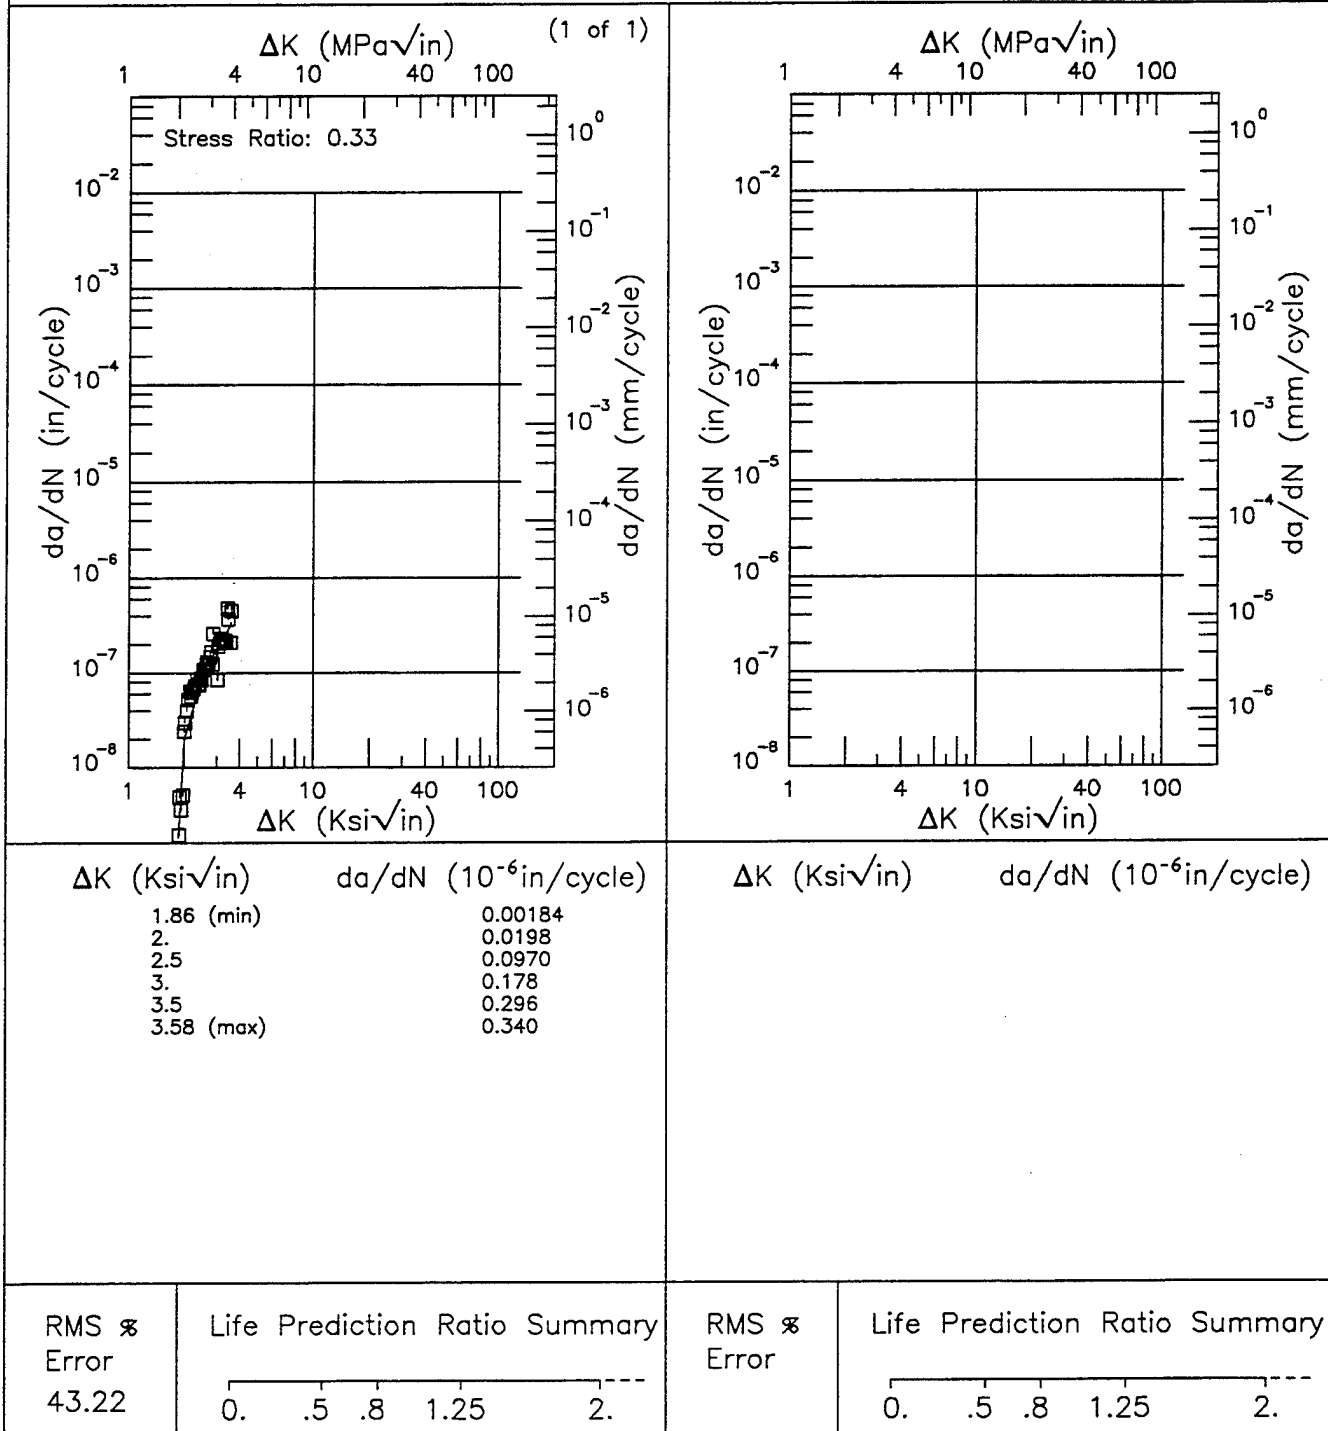 (1 of 1)
ΔK (MPa√in)
1 4 10 40 100
Stress Ratio: 0.33
da/dN (in/cycle)
10⁻²
10⁻³
10⁻⁴
10⁻⁵
10⁻⁶
10⁻⁷
10⁻⁸
10⁰
10⁻¹
10⁻²
10⁻³
10⁻⁴
10⁻⁵
10⁻⁶
da/dN (mm/cycle)
1 4 10 40 100
ΔK (Ksi√in)
ΔK (Ksi√in) da/dN (10⁻⁶in/cycle)
1.86 (min) 0.00184
2. 0.0198
2.5 0.0970
3. 0.178
3.5 0.296
3.58 (max) 0.340
RMS %
Error
43.22
Life Prediction Ratio Summary
0. .5 .8 1.25 2.
ΔK (MPa√in)
1 4 10 40 100
da/dN (in/cycle)
10⁻²
10⁻³
10⁻⁴
10⁻⁵
10⁻⁶
10⁻⁷
10⁻⁸
10⁰
10⁻¹
10⁻²
10⁻³
10⁻⁴
10⁻⁵
10⁻⁶
da/dN (mm/cycle)
1 4 10 40 100
ΔK (Ksi√in)
ΔK (Ksi√in) da/dN (10⁻⁶in/cycle)
RMS %
Error
Life Prediction Ratio Summary
0. .5 .8 1.25 2.